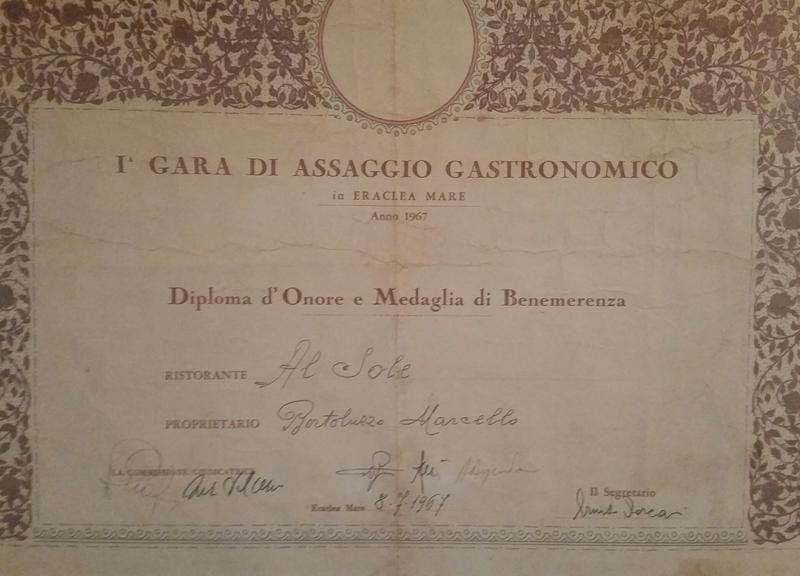 Iª GARA DI ASSAGGIO GASTRONOMICO
in ERACLEA MARE
Anno 1967
Diploma d'Onore e Medaglia di Benemerenza
RISTORANTE Al Sole
PROPRIETARIO Bortoluzzo Marcello
LA COMMISSIONE GIUDICATRICE
Il Segretario
Eraclea Mare 8-7-1967